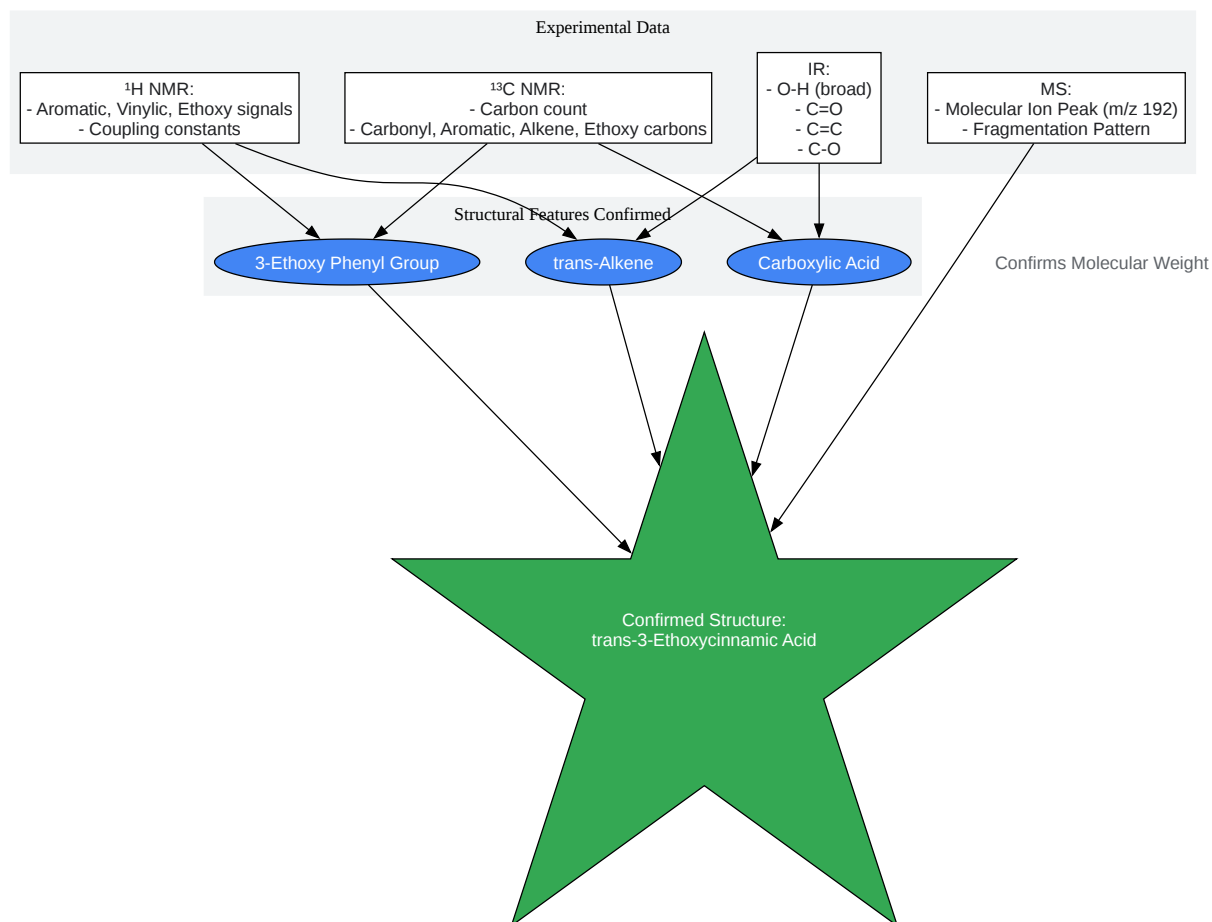 Experimental Data
¹H NMR:
- Aromatic, Vinylic, Ethoxy signals
- Coupling constants
¹³C NMR:
- Carbon count
- Carbonyl, Aromatic, Alkene, Ethoxy carbons
IR:
- O-H (broad)
- C=O
- C=C
- C-O
MS:
- Molecular Ion Peak (m/z 192)
- Fragmentation Pattern
Structural Features Confirmed
3-Ethoxy Phenyl Group
trans-Alkene
Carboxylic Acid
Confirms Molecular Weight
Confirmed Structure:
trans-3-Ethoxycinnamic Acid